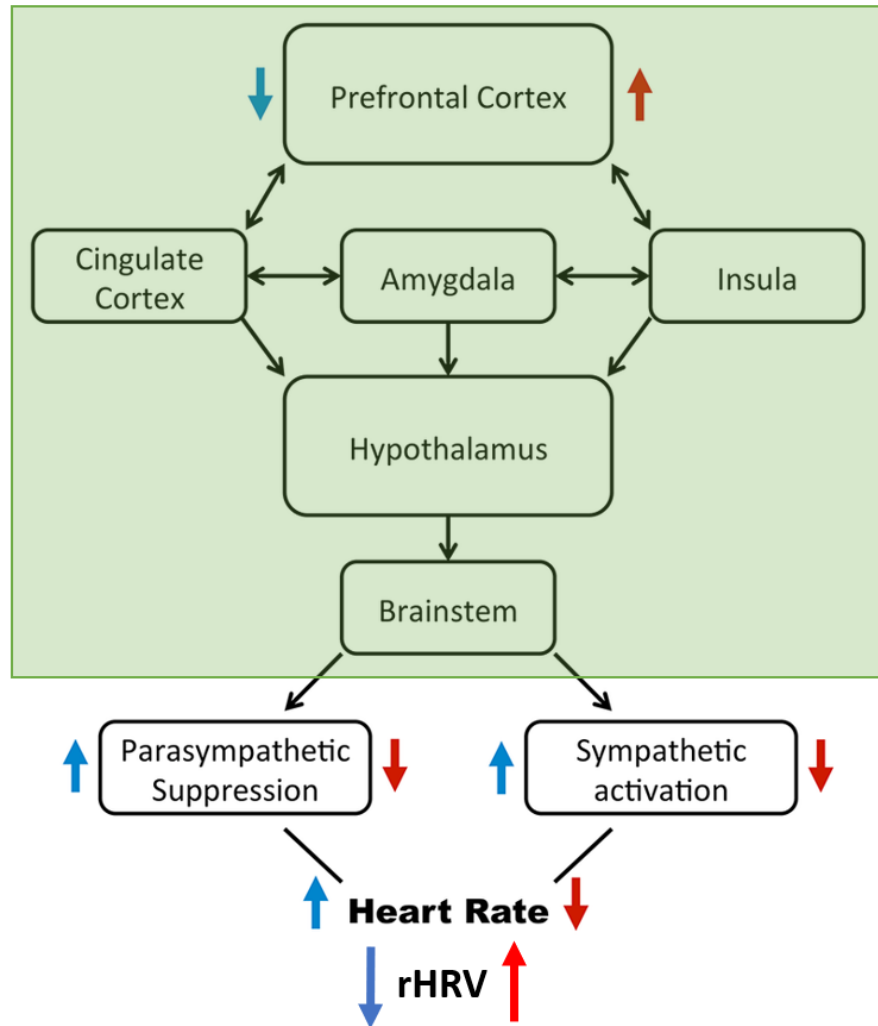 Prefrontal Cortex
Cingulate
Cortex
Amygdala
Insula
Hypothalamus
Brainstem
Parasympathetic
Suppression
Sympathetic
activation
Heart Rate
rHRV